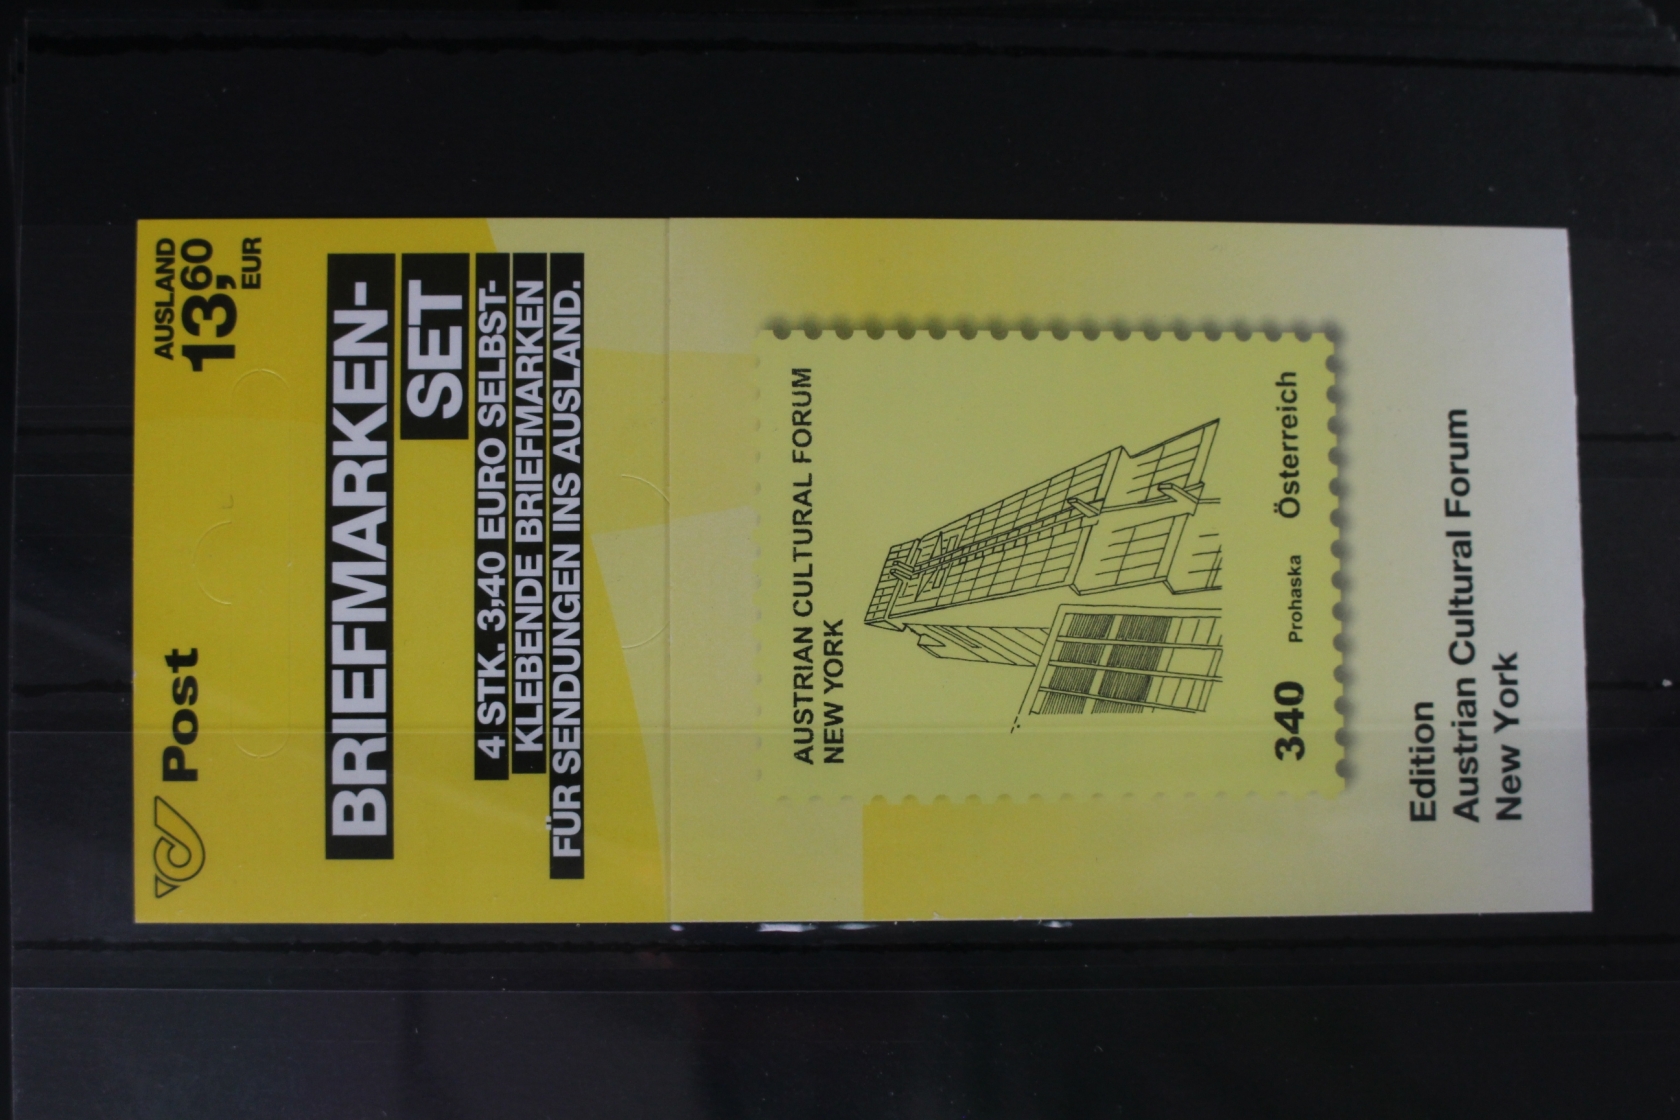 Post
AUSLAND
13,60
EUR
BRIEFMARKEN-
SET
4 STK. 3,40 EURO SELBST-
KLEBENDE BRIEFMARKEN
FÜR SENDUNGEN INS AUSLAND.
AUSTRIAN CULTURAL FORUM
NEW YORK
340 Prohaska Österreich
Edition
Austrian Cultural Forum
New York